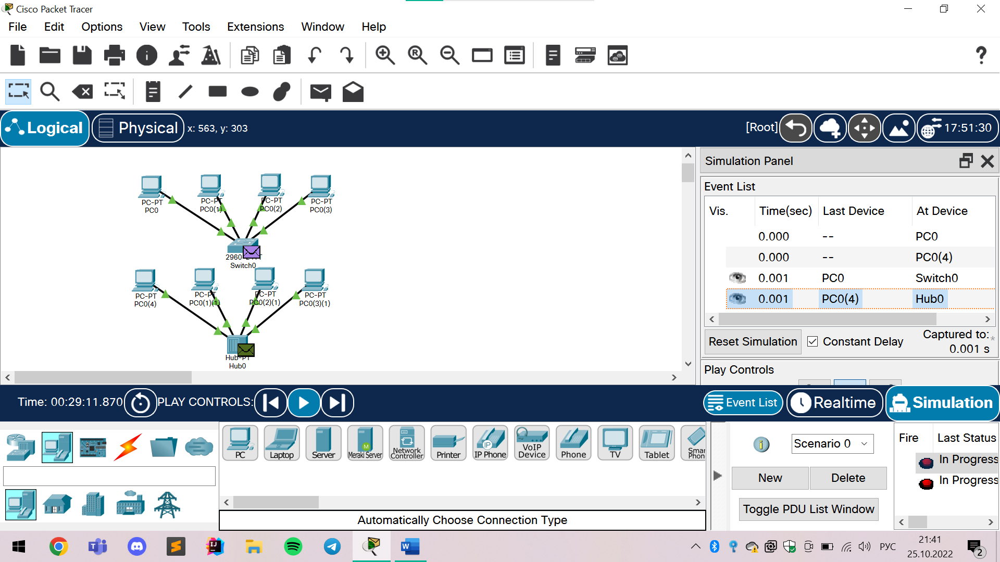 Cisco Packet Tracer
File Edit Options View Tools Extensions Window Help
Logical Physical x: 563, y: 303 [Root] 17:51:30
PC-PT
PC0
PC-PT
PC0(1)
PC-PT
PC0(2)
PC-PT
PC0(3)
2960-24TT
Switch0
PC-PT
PC0(4)
PC-PT
PC0(1)(1)
PC-PT
PC0(2)(1)
PC-PT
PC0(3)(1)
Hub-PT
Hub0
Simulation Panel
Event List
Vis. Time(sec) Last Device At Device
0.000 -- PC0
0.000 -- PC0(4)
0.001 PC0 Switch0
0.001 PC0(4) Hub0
Reset Simulation Constant Delay Captured to: *
0.001 s
Play Controls
Time: 00:29:11.870 PLAY CONTROLS: Event List Realtime Simulation
PC
Laptop
Server
M
Meraki Server
Network
Controller
Printer
IP
IP Phone
VoIP
Device
Phone
TV
Tablet
Smar
Phon
Automatically Choose Connection Type
Scenario 0
New Delete
Toggle PDU List Window
Fire Last Status
In Progress
In Progress
РУС
21:41
25.10.2022
2